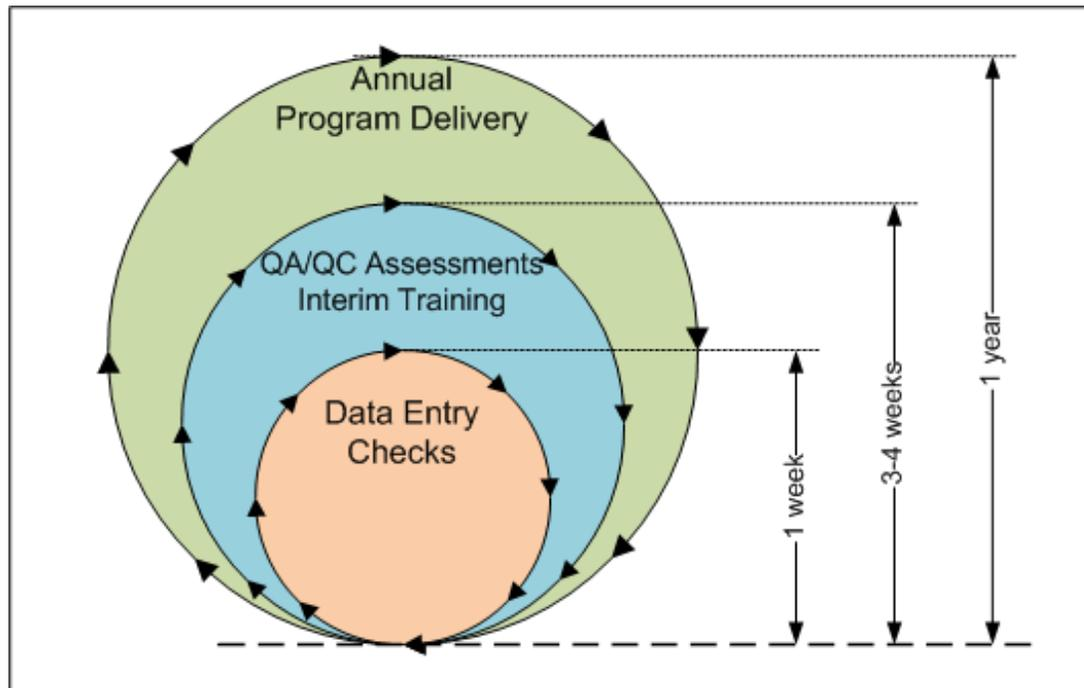 Annual
Program Delivery
QA/QC Assessments
Interim Training
Data Entry
Checks
1 week
3-4 weeks
1 year